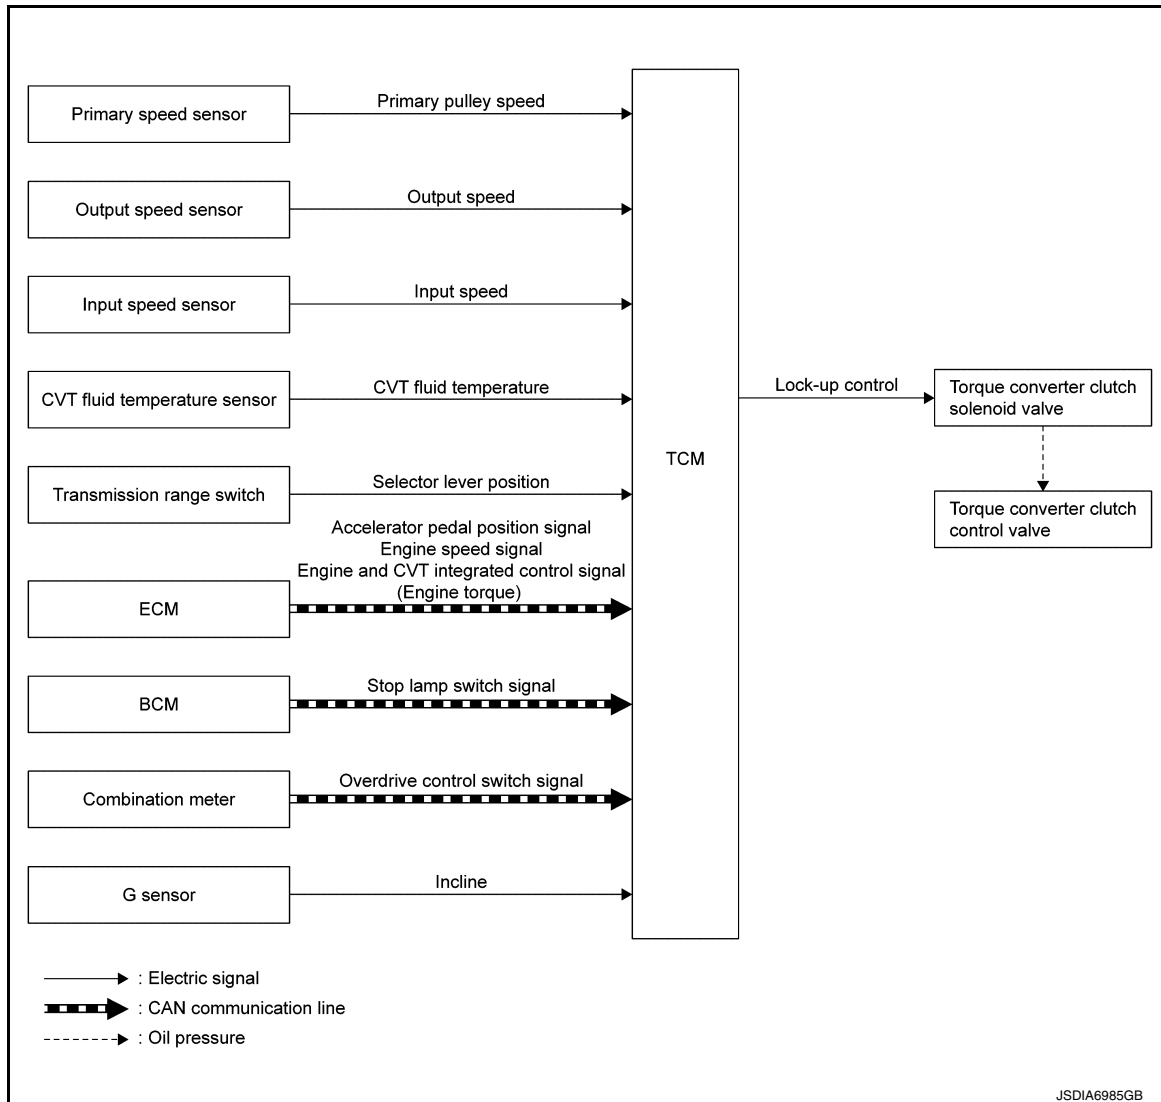 Primary speed sensor
Primary pulley speed
Output speed sensor
Output speed
Input speed sensor
Input speed
CVT fluid temperature sensor
CVT fluid temperature
Transmission range switch
Selector lever position
ECM
Accelerator pedal position signal
Engine speed signal
Engine and CVT integrated control signal
(Engine torque)
BCM
Stop lamp switch signal
Combination meter
Overdrive control switch signal
G sensor
Incline
TCM
Lock-up control
Torque converter clutch
solenoid valve
Torque converter clutch
control valve
: Electric signal
: CAN communication line
: Oil pressure
JSDIA6985GB